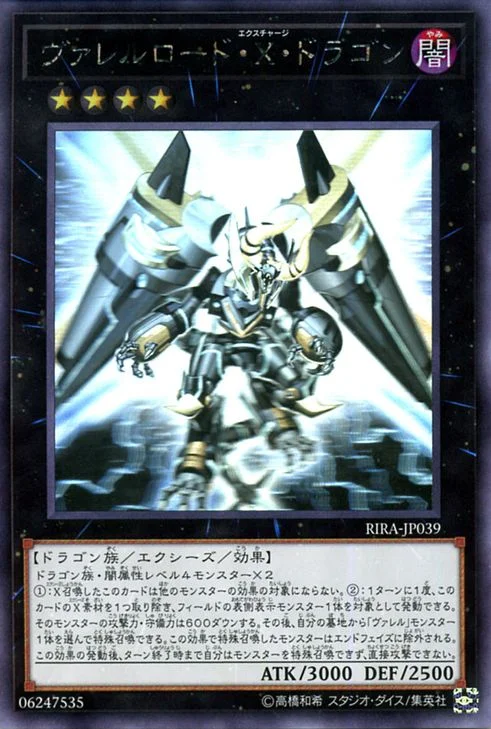 エクスチャージ
ヴァレルロード・X・ドラゴン
やみ
闇
RIRA-JP039
【ドラゴン族／エクシーズ／効果】
ドラゴン族・闇属性レベル4モンスター×2
①：X召喚したこのカードは他のモンスターの効果の対象にならない。②：1ターンに1度、この
カードのX素材を1つ取り除き、フィールドの表側表示モンスター1体を対象として発動できる。
そのモンスターの攻撃力・守備力は600ダウンする。その後、自分の墓地から「ヴァレル」モンスター
1体を選んで特殊召喚できる。この効果で特殊召喚したモンスターはエンドフェイズに除外される。
この効果の発動後、ターン終了時まで自分はモンスターを特殊召喚できず、直接攻撃できない。
ATK/3000 DEF/2500
06247535
©高橋和希 スタジオ・ダイス/集英社